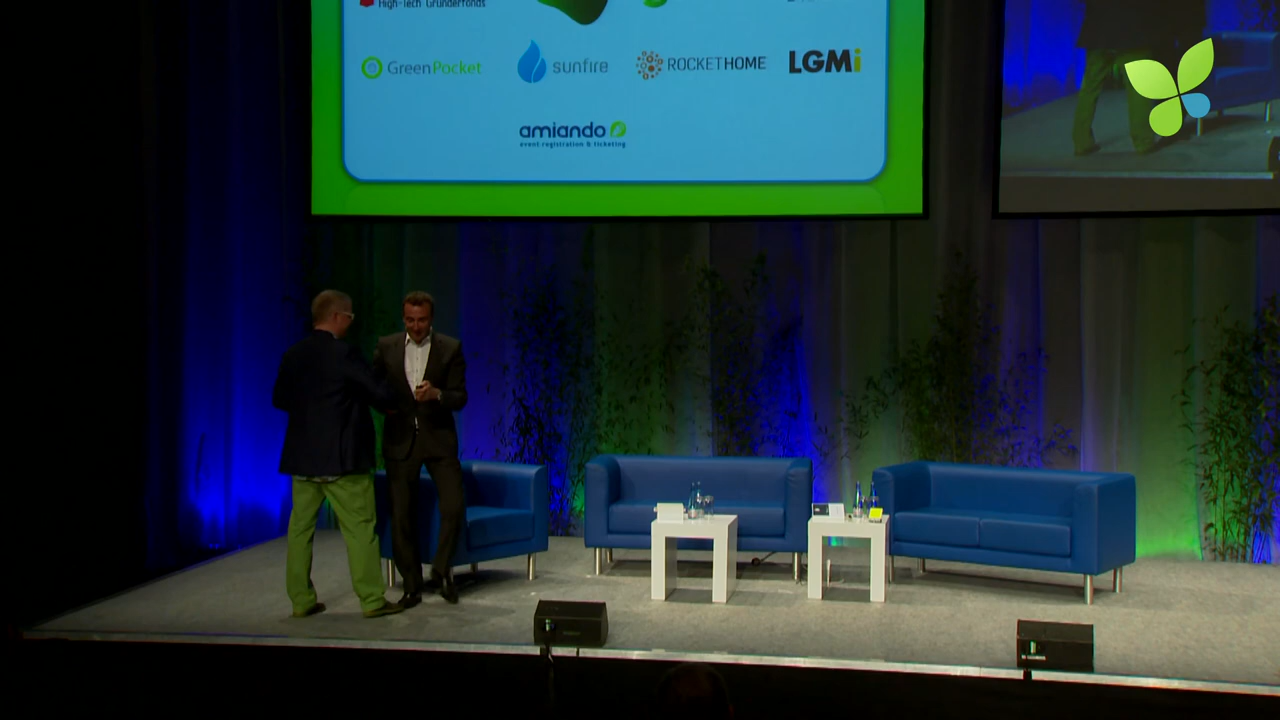 High-Tech Gründerfonds
GreenPocket
sunfire
ROCKETHOME
LGMi
amiando
event registration & ticketing